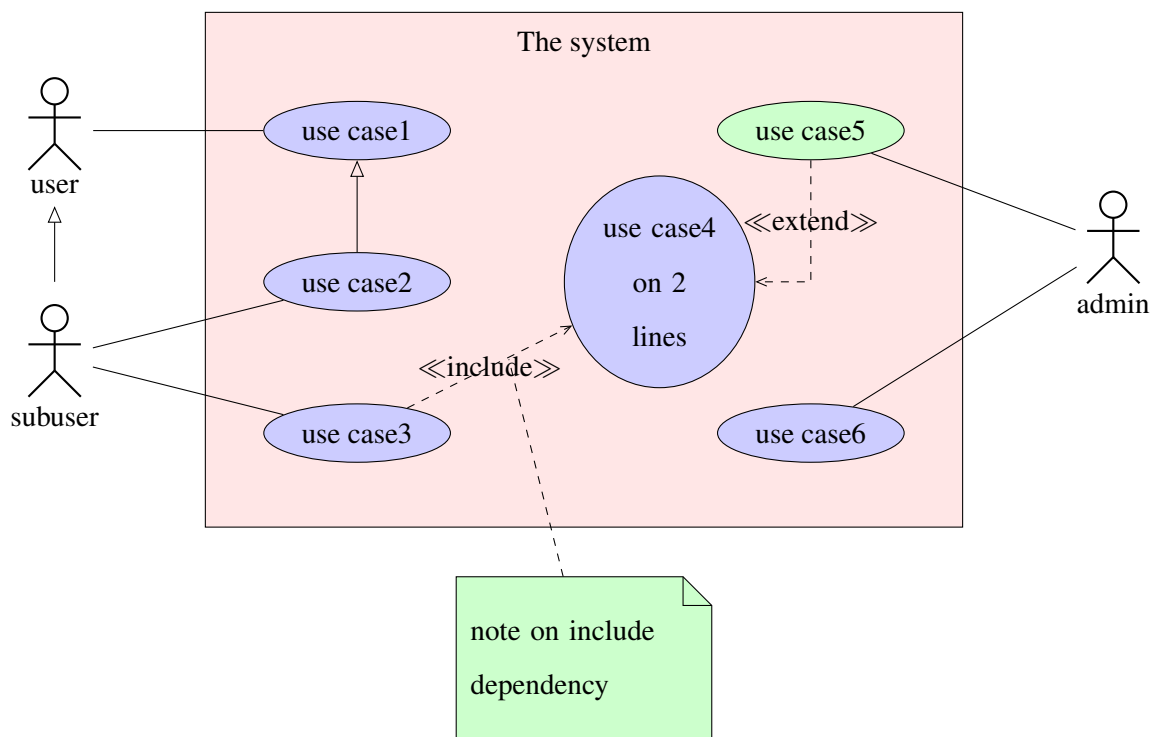 The system
use case1
use case5
user
use case4
≪extend≫
on 2
use case2
admin
lines
≪include≫
subuser
use case3
use case6
note on include
dependency